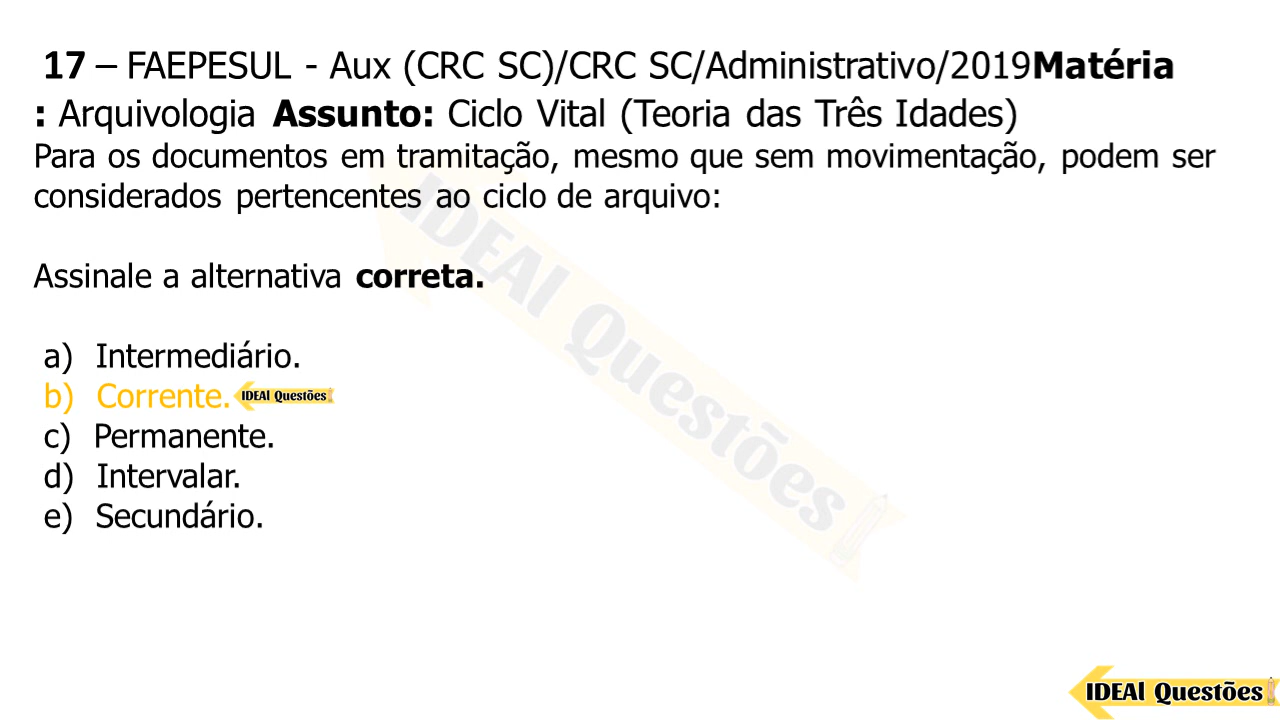 17 – FAEPESUL - Aux (CRC SC)/CRC SC/Administrativo/2019Matéria
: Arquivologia Assunto: Ciclo Vital (Teoria das Três Idades)
Para os documentos em tramitação, mesmo que sem movimentação, podem ser
considerados pertencentes ao ciclo de arquivo:
Assinale a alternativa correta.
a) Intermediário.
b) Corrente. IDEAl Questões
c) Permanente.
d) Intervalar.
e) Secundário.
IDEAl Questões
IDEAl Questões